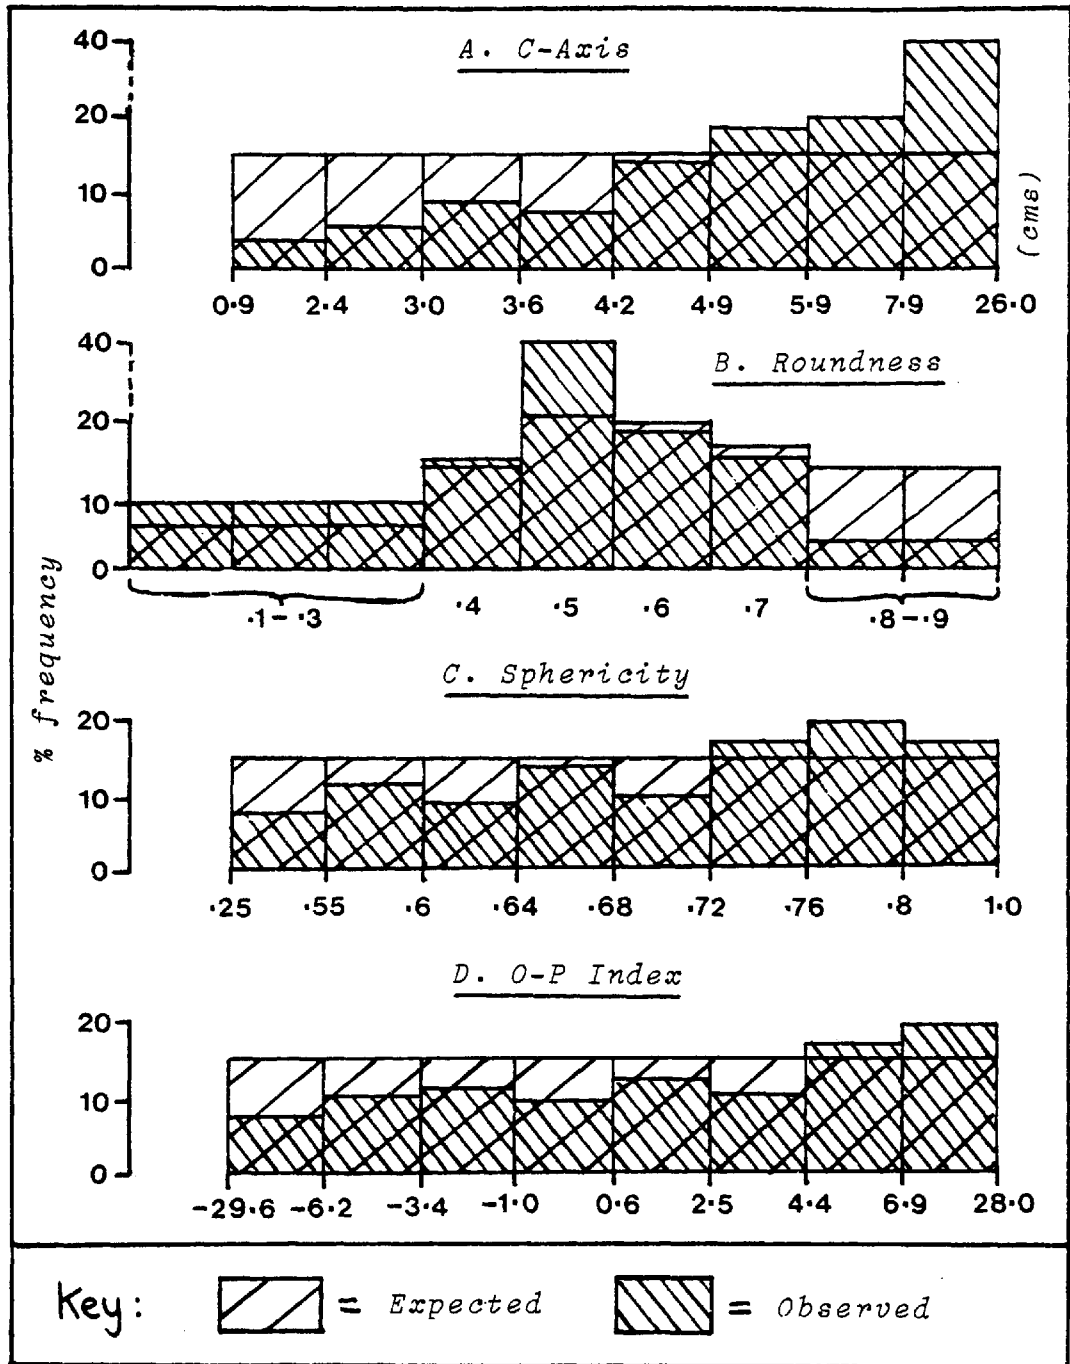 A. C-Axis
40
20
10
0
0·9 2·4 3·0 3·6 4·2 4·9 5·9 7·9 26·0
(cms)
B. Roundness
40
20
10
0
·1-·3 ·4 ·5 ·6 ·7 ·8-·9
% frequency
C. Sphericity
20
10
0
·25 ·55 ·6 ·64 ·68 ·72 ·76 ·8 1·0
D. O-P Index
20
10
0
-29·6 -6·2 -3·4 -1·0 0·6 2·5 4·4 6·9 28·0
Key: = Expected = Observed